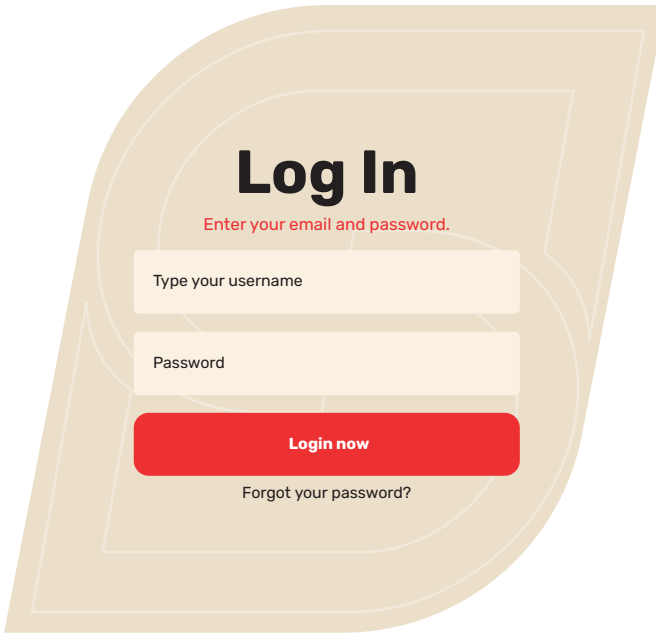 Log In
Enter your email and password.
Type your username
Password
Login now
Forgot your password?